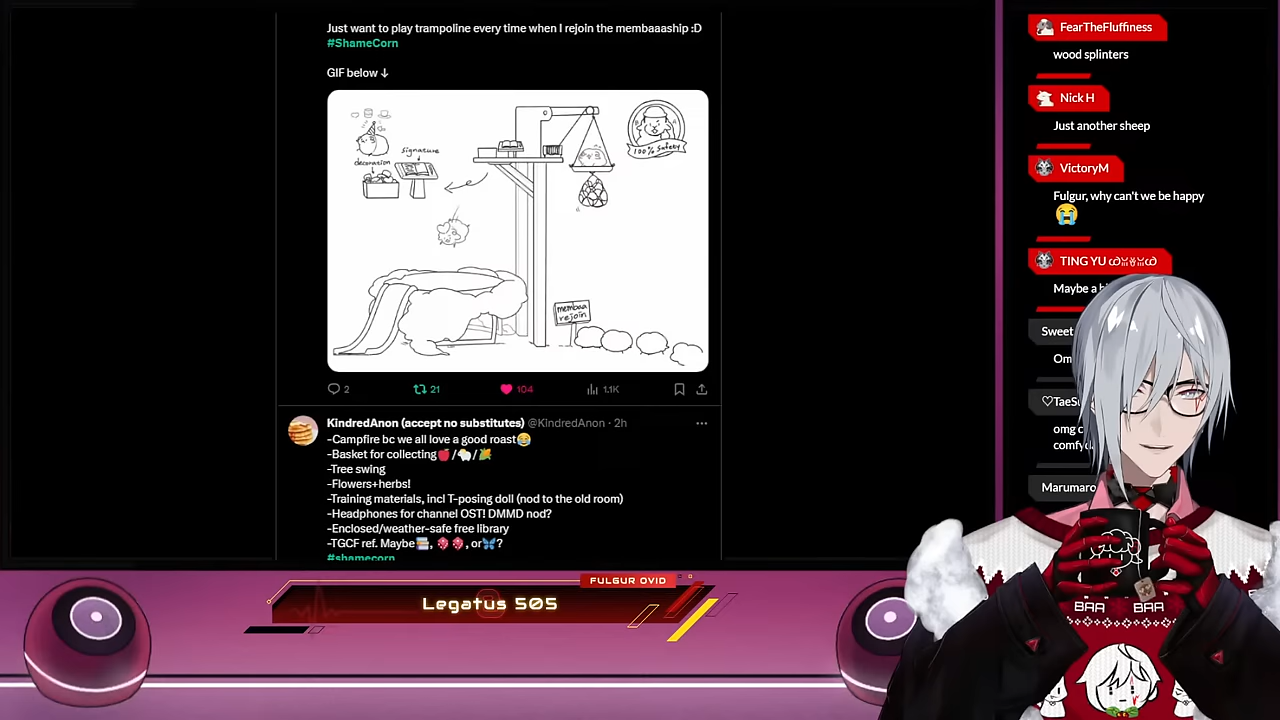 Just want to play trampoline every time when I rejoin the membaaaship :D
#ShameCorn
GIF below ↓
signature
decoration
100% Safety
membaa
rejoin
2
21
104
1.1K
KindredAnon (accept no substitutes) @KindredAnon · 2h
-Campfire bc we all love a good roast😂
-Basket for collecting🍎/🐑/🌽
-Tree swing
-Flowers+herbs!
-Training materials, incl T-posing doll (nod to the old room)
-Headphones for channel OST! DMMD nod?
-Enclosed/weather-safe free library
-TGCF ref. Maybe📚, 🎲🎲, or🦋?
#shamecorn
FearTheFluffiness
wood splinters
Nick H
Just another sheep
VictoryM
Fulgur, why can't we be happy
😭
TING YU
Maybe a
Sweet
Om
omg
Marumaro
BAA BAA
FULGUR OVID
Legatus 505